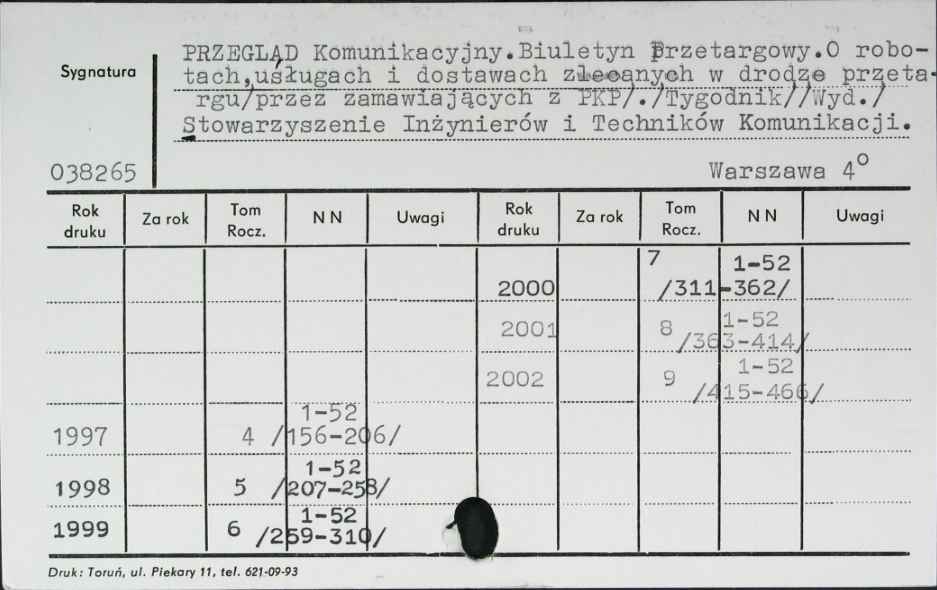 PRZEGLĄD Komunikacyjny.Biuletyn Przetargowy.O robo-
Sygnatura
tach,usługach i dostawach zlecanych w drodze przeta-
rgu/przez zamawiających z PKP/./Tygodnik//Wyd./
Stowarzyszenie Inżynierów i Techników Komunikacji.
038265
Warszawa 4°
Rok druku Za rok Tom Rocz. NN Uwagi Rok druku Za rok Tom Rocz. NN Uwagi
7 1-52
2000 /311-362/
2001 8 1-52
/363-414/
2002 9 1-52
/415-466/
1-52
1997 4 /156-206/
1-52
1998 5 /207-258/
1-52
1999 6 /259-310/
Druk: Toruń, ul. Piekary 11, tel. 621-09-93